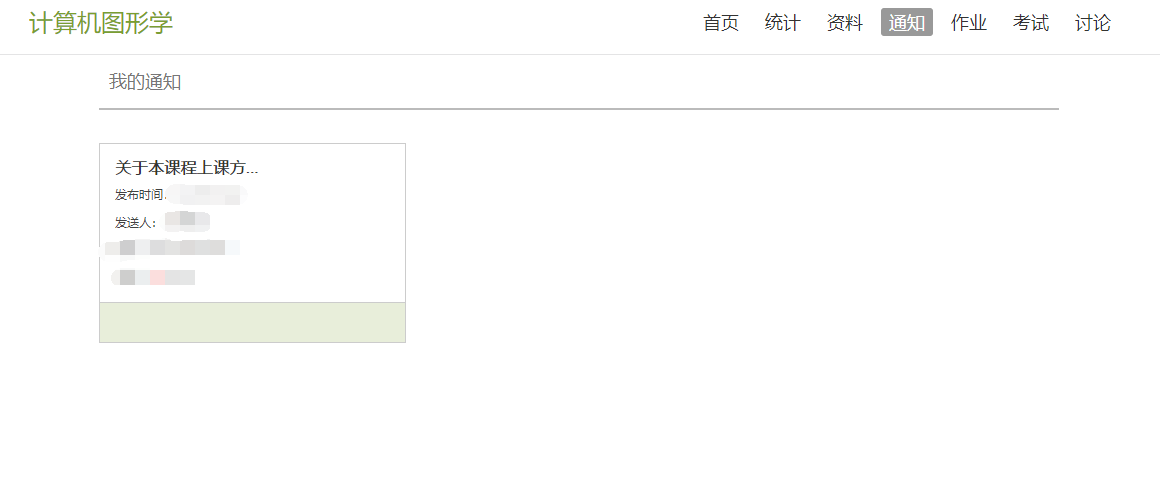 计算机图形学 首页 统计 资料 通知 作业 考试 讨论
我的通知
关于本课程上课方...
发布时间:
发送人：